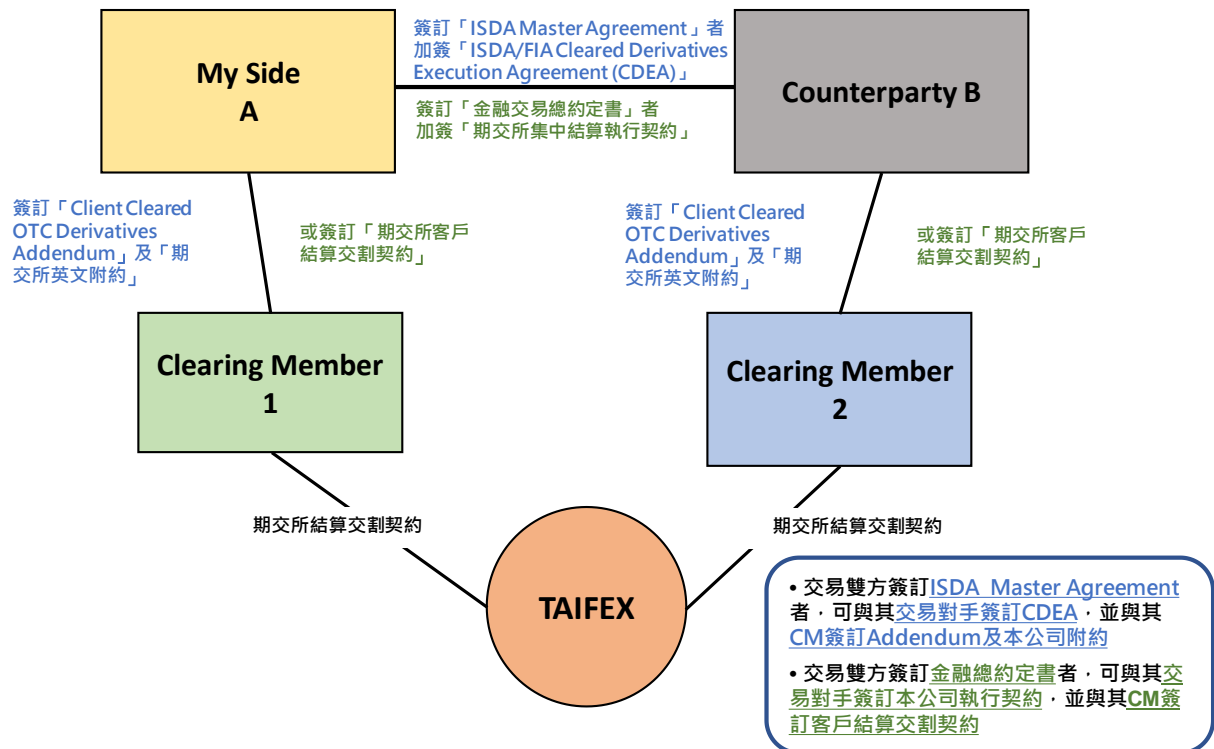 My Side
A
簽訂「ISDA Master Agreement」者
加簽「ISDA/FIA Cleared Derivatives
Execution Agreement (CDEA)」
簽訂「金融交易總約定書」者
加簽「期交所集中結算執行契約」
Counterparty B
簽訂「Client Cleared
OTC Derivatives
Addendum」及「期
交所英文附約」
或簽訂「期交所客戶
結算交割契約」
簽訂「Client Cleared
OTC Derivatives
Addendum」及「期
交所英文附約」
或簽訂「期交所客戶
結算交割契約」
Clearing Member
1
Clearing Member
2
期交所結算交割契約
期交所結算交割契約
TAIFEX
• 交易雙方簽訂ISDA Master Agreement
者，可與其交易對手簽訂CDEA，並與其
CM簽訂Addendum及本公司附約
• 交易雙方簽訂金融總約定書者，可與其交
易對手簽訂本公司執行契約，並與其CM簽
訂客戶結算交割契約